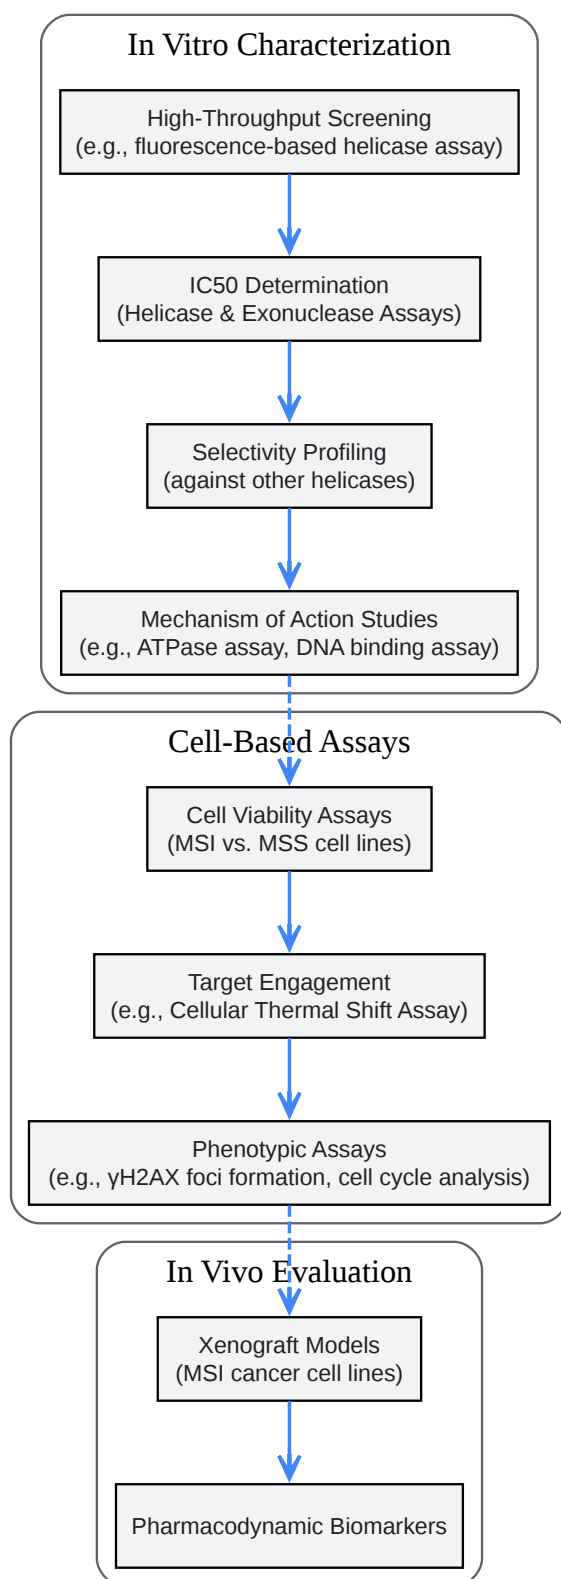 In Vitro Characterization
High-Throughput Screening
(e.g., fluorescence-based helicase assay)
IC50 Determination
(Helicase & Exonuclease Assays)
Selectivity Profiling
(against other helicases)
Mechanism of Action Studies
(e.g., ATPase assay, DNA binding assay)
Cell-Based Assays
Cell Viability Assays
(MSI vs. MSS cell lines)
Target Engagement
(e.g., Cellular Thermal Shift Assay)
Phenotypic Assays
(e.g., γH2AX foci formation, cell cycle analysis)
In Vivo Evaluation
Xenograft Models
(MSI cancer cell lines)
Pharmacodynamic Biomarkers